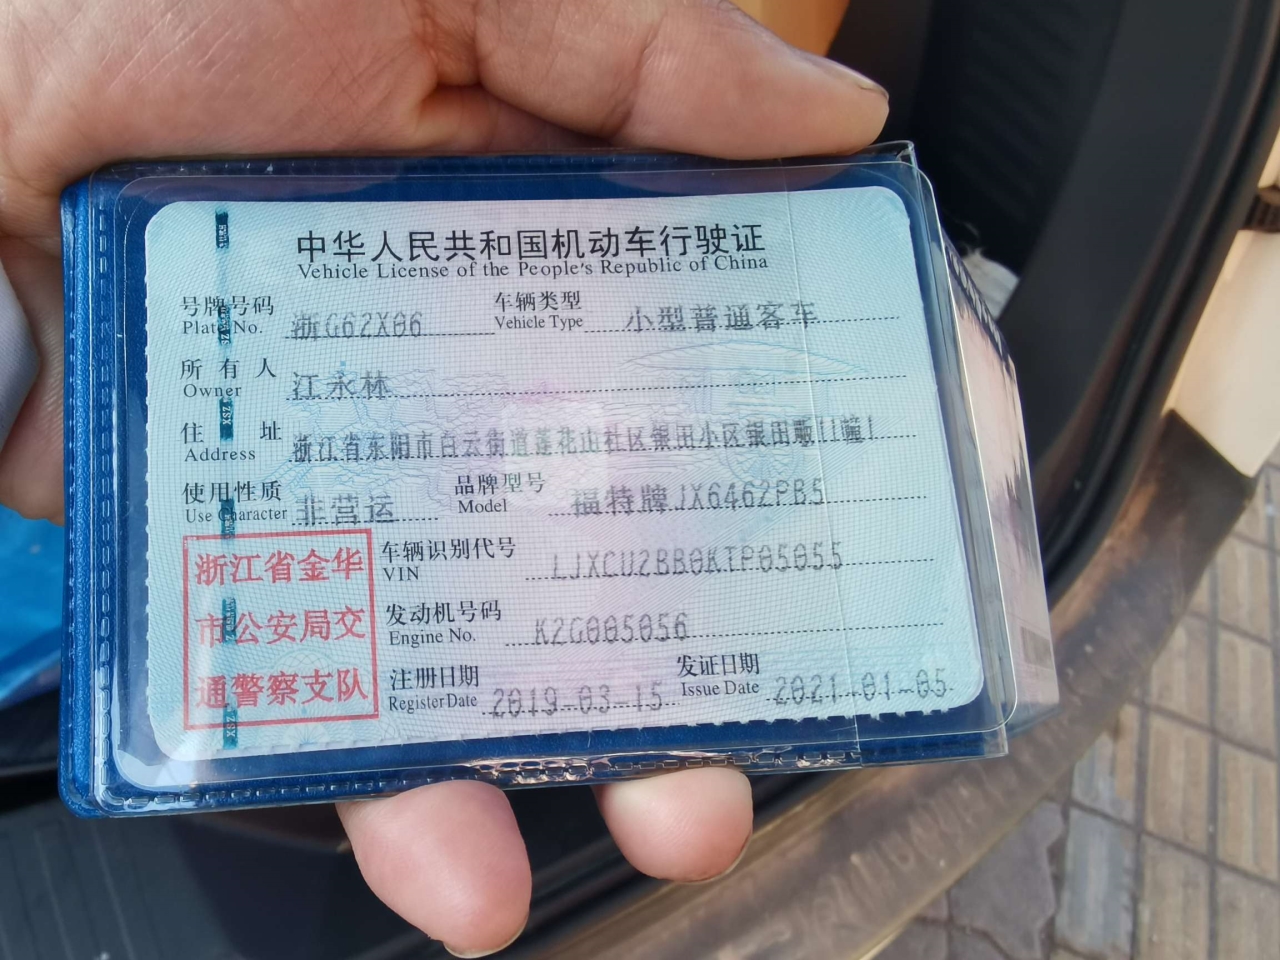 中华人民共和国机动车行驶证
Vehicle License of the People's Republic of China
号牌号码 浙G62X06 车辆类型 小型普通客车
Plate No. Vehicle Type
所有人 江永林
Owner
住址 浙江省东阳市白云街道莲花山社区银田小区银田畈11幢1
Address
使用性质 非营运 品牌型号 福特牌JX6462PB5
Use Character Model
车辆识别代号 LJXCU2BB0KTP05055
VIN
发动机号码 K2G005056
Engine No.
注册日期 2019-03-15 发证日期 2021-01-05
Register Date Issue Date
浙江省金华
市公安局交
通警察支队